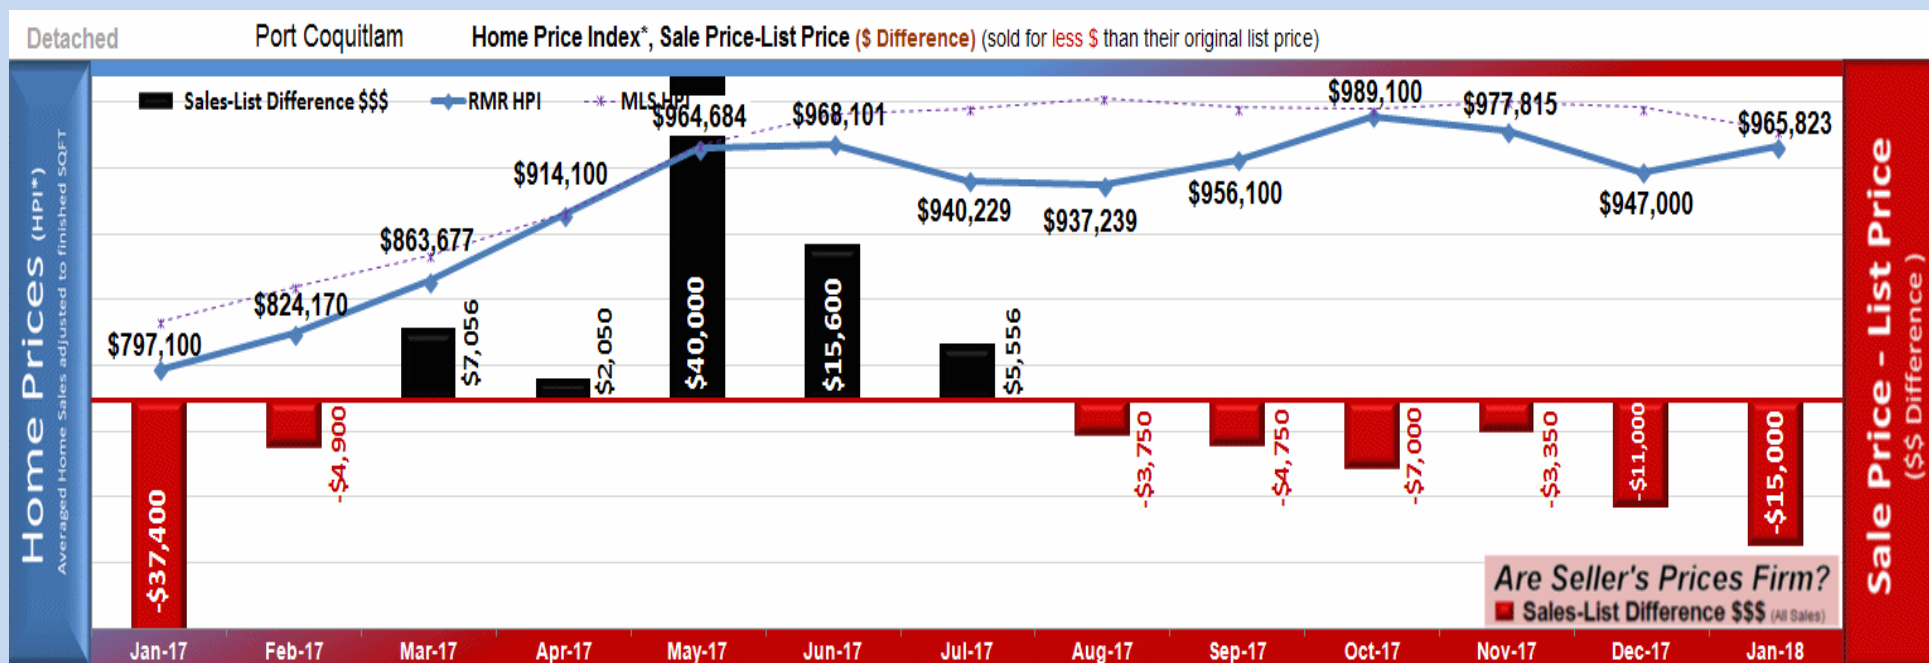 Detached
Port Coquitlam
Home Price Index*, Sale Price-List Price ($ Difference) (sold for less $ than their original list price)
Home Prices (HPI*)
Averaged Home Sales adjusted to finished SQFT
Sales-List Difference $$$
RMR HPI
MLS HPI
$797,100
$824,170
$863,677
$914,100
$964,684
$968,101
$940,229
$937,239
$956,100
$989,100
$977,815
$947,000
$965,823
-$37,400
-$4,900
$7,056
$2,050
$40,000
$15,600
$5,556
-$3,750
-$4,750
-$7,000
-$3,350
-$11,000
-$15,000
Are Seller's Prices Firm?
Sales-List Difference $$$ (All Sales)
Jan-17
Feb-17
Mar-17
Apr-17
May-17
Jun-17
Jul-17
Aug-17
Sep-17
Oct-17
Nov-17
Dec-17
Jan-18
Sale Price - List Price
($$ Difference )